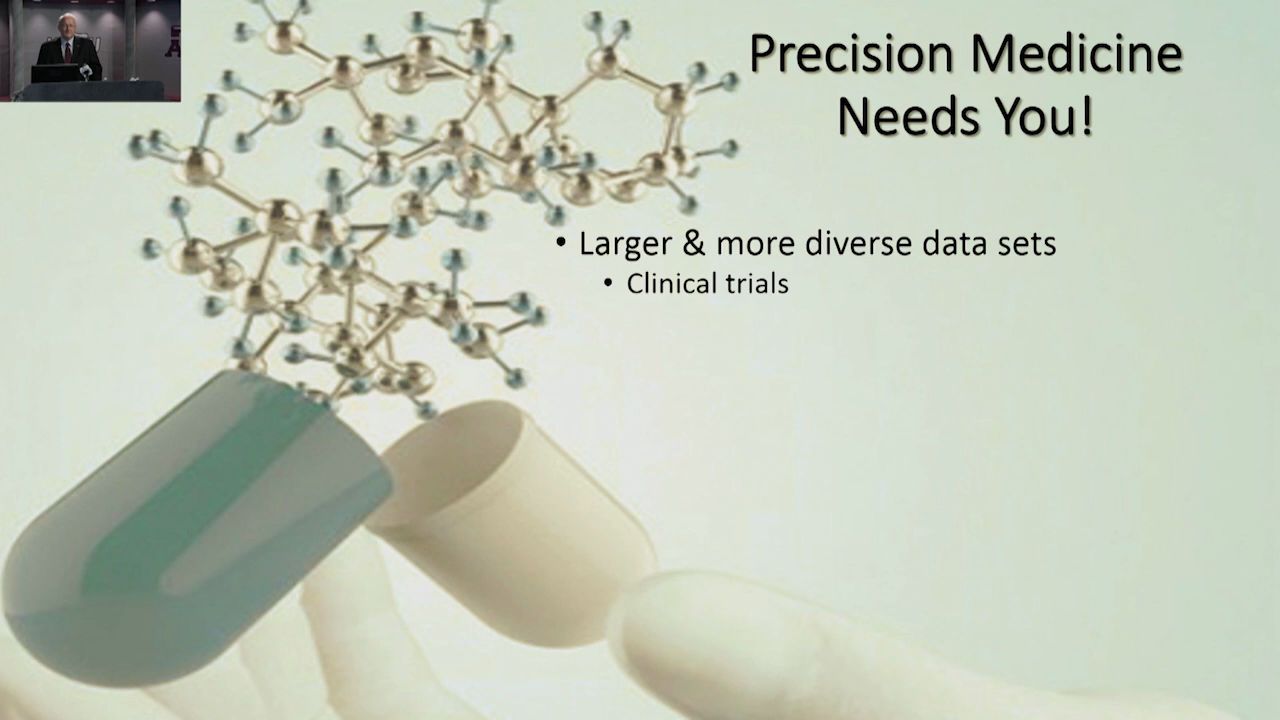 Precision Medicine
Needs You!
• Larger & more diverse data sets
• Clinical trials